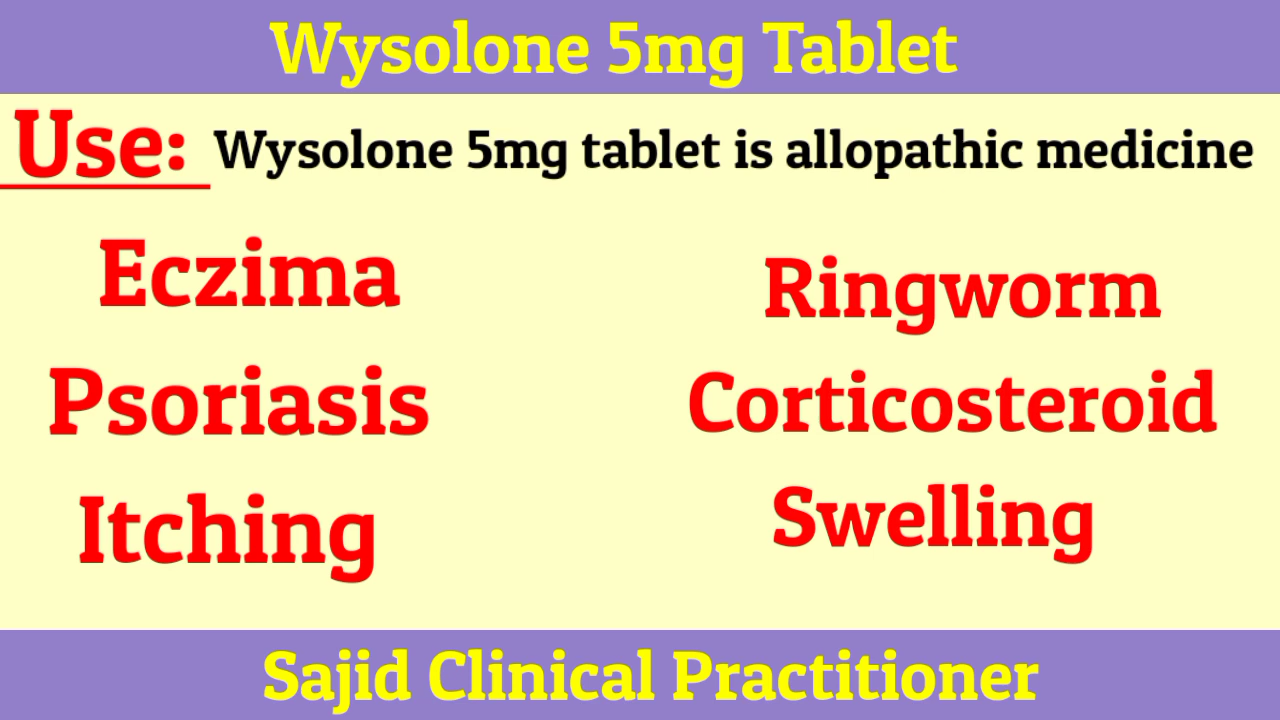 Wysolone 5mg Tablet
Use: Wysolone 5mg tablet is allopathic medicine
Eczima
Ringworm
Psoriasis
Corticosteroid
Itching
Swelling
Sajid Clinical Practitioner